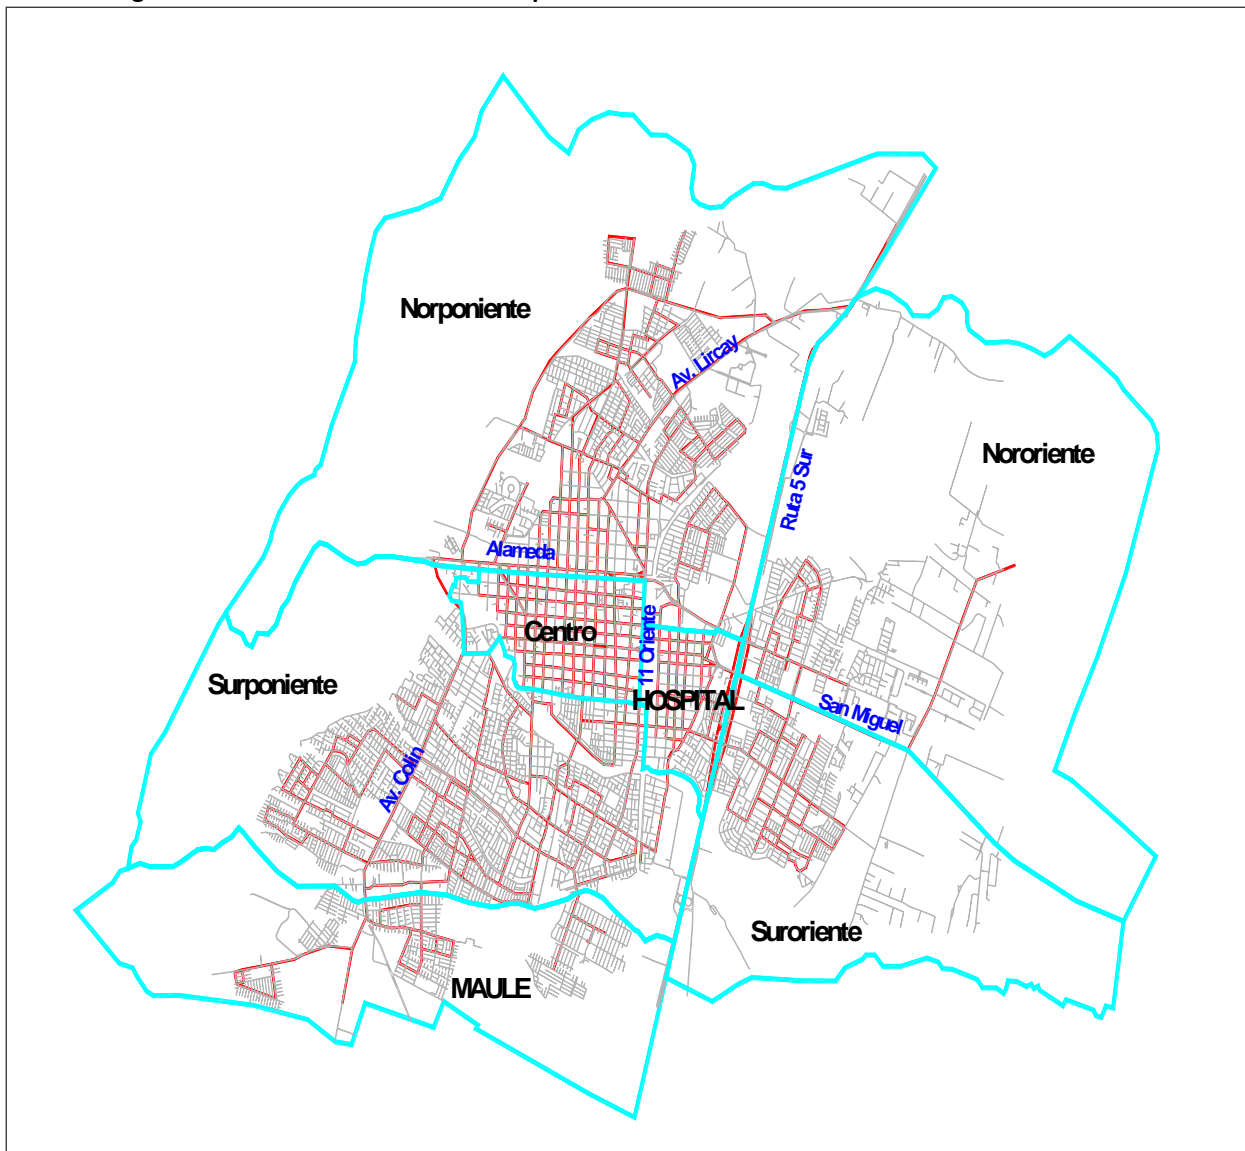 Norponiente
Av. Lircay
Nororiente
Ruta 5 Sur
Alameda
Centro
11 Oriente
Surponiente
HOSPITAL
San Miguel
Av. Colin
Suroriente
MAULE